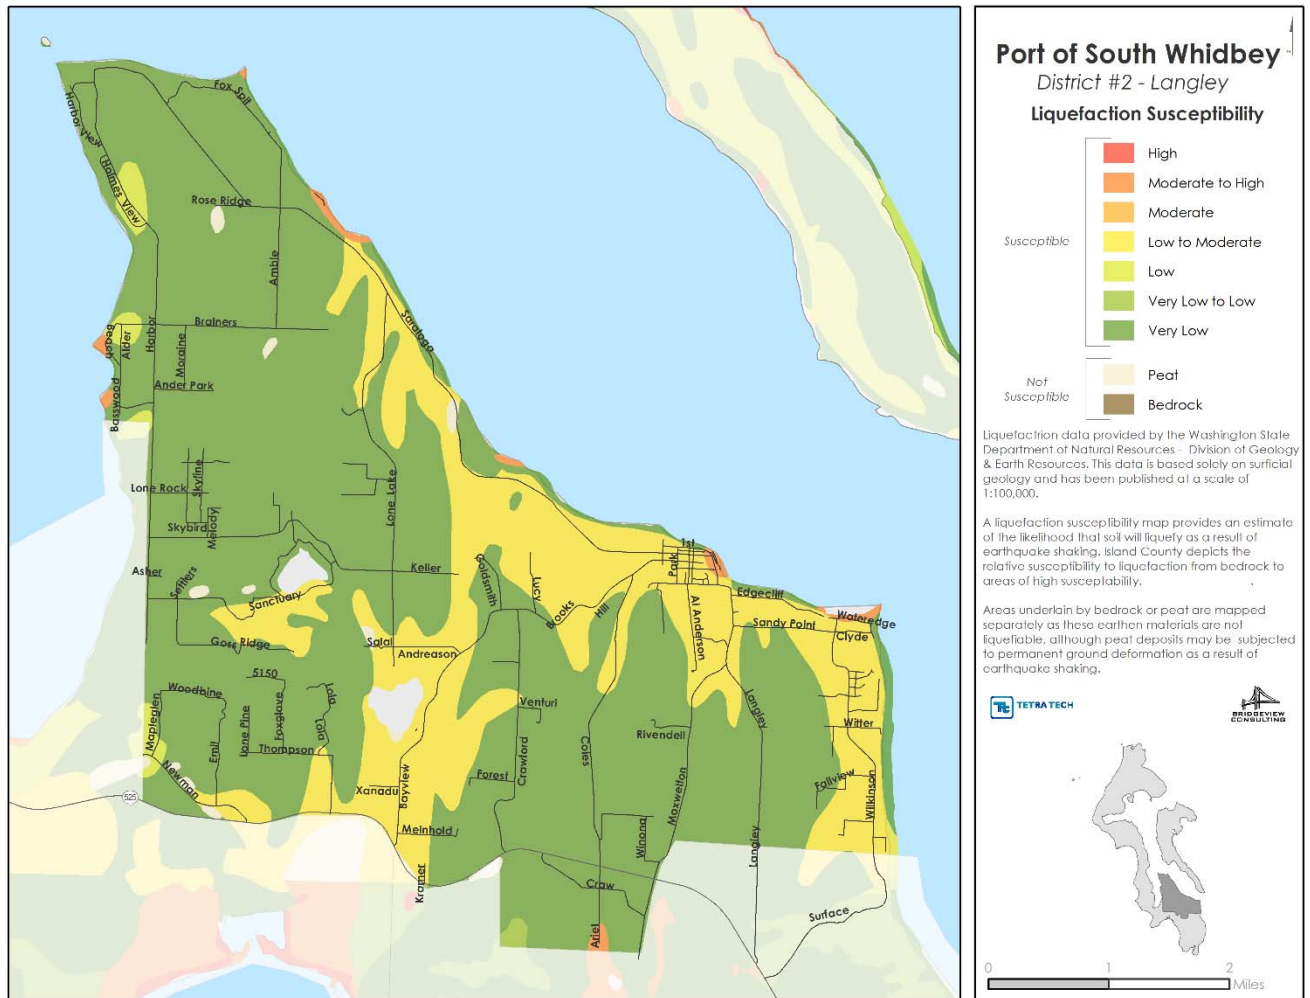 Port of South Whidbey
District #2 - Langley
Liquefaction Susceptibility
High
Moderate to High
Moderate
Susceptible
Low to Moderate
Low
Very Low to Low
Very Low
Not
Susceptible
Peat
Bedrock
Liquefactrion data provided by the Washington State
Department of Natural Resources - Division of Geology
& Earth Resources. This data is based solely on surficial
geology and has been published at a scale of
1:100,000.
A liquefaction susceptibility map provides an estimate
of the likelihood that soil will liquefy as a result of
earthquake shaking. Island County depicts the
relative susceptibility to liquefaction from bedrock to
areas of high susceptability.
Areas underlain by bedrock or peat are mapped
separately as these earthen materials are not
liquefiable, although peat deposits may be subjected
to permanent ground deformation as a result of
earthquake shaking.
TETRA TECH
BRIDGEVIEW
CONSULTING
0 1 2
Miles
Fox Spit
Harbor View
Holmes View
Rose Ridge
Amble
Saratoga
Brainers
Beach
Alder
Harbor
Moraine
Ander Park
Basswood
Lone Rock
Skyline
Skybird
Melody
Lone Lake
Asher
Settlers
Sanctuary
Keller
Goldsmith
Lucy
Brooks
Hill
1st
Park
Al Anderson
Edgecliff
Sandy Point
Wateredge
Clyde
Goss Ridge
Salal
Andreason
5150
Woodbine
Lola
Lola
Mapleglen
Emil
Lone Pine
Foxglove
Thompson
Newman
525
Venturi
Crawford
Coles
Rivendell
Langley
Witter
Forest
Xanadu
Bayview
Maxwelton
Fallview
Wilkinson
Meinhold
Winona
Langley
Kramer
Craw
Ariel
Surface